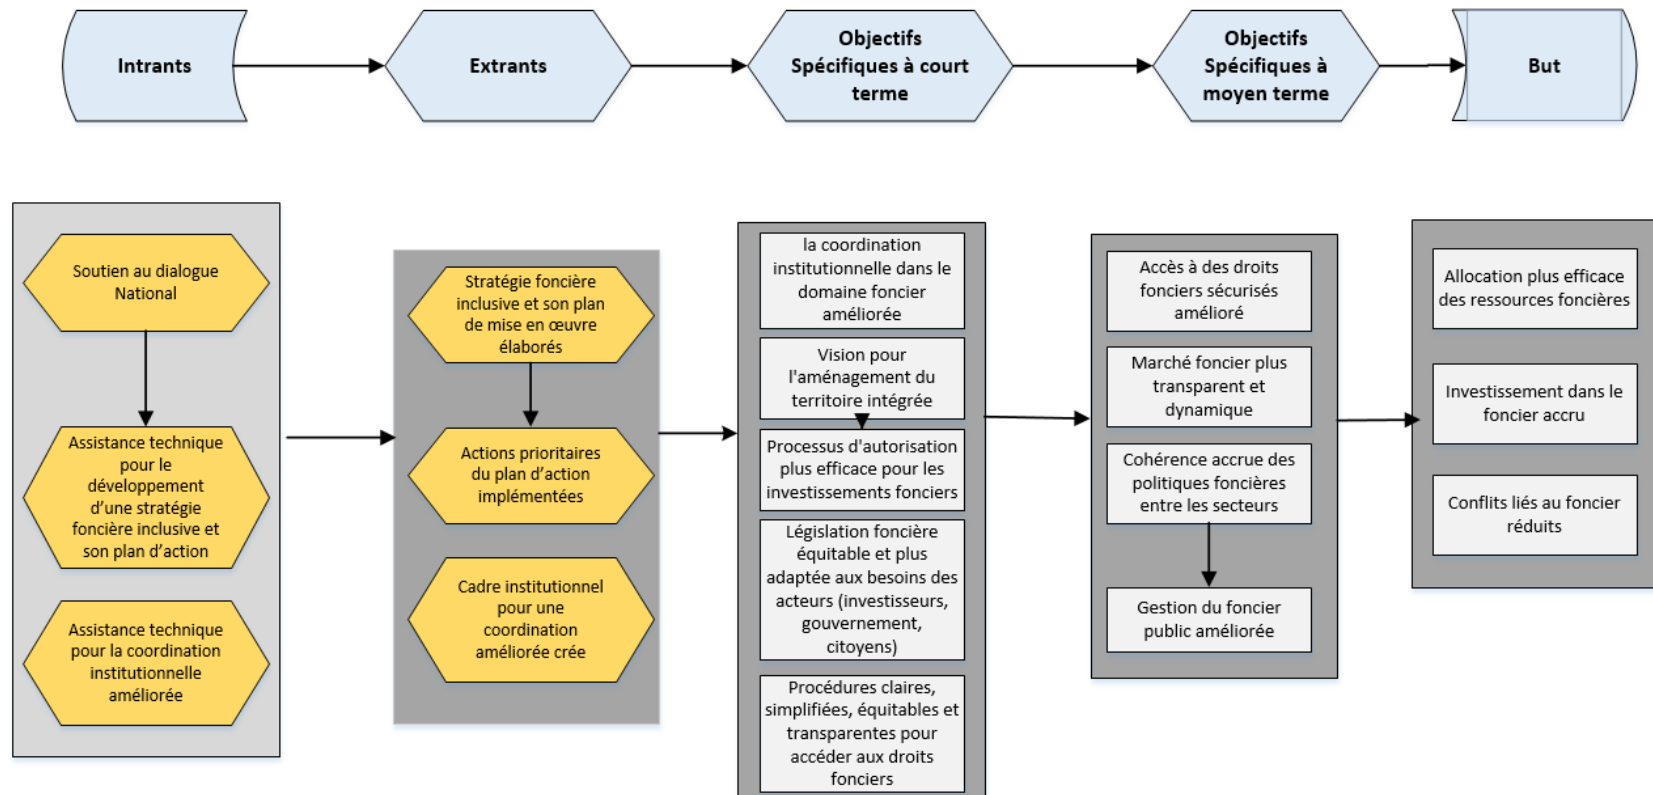 Intrants
Extrants
Objectifs
Spécifiques à court
terme
Objectifs
Spécifiques à
moyen terme
But
Soutien au dialogue
National
Assistance technique
pour le
développement
d’une stratégie
foncière inclusive et
son plan d’action
Assistance technique
pour la coordination
institutionnelle
améliorée
Stratégie foncière
inclusive et son plan
de mise en œuvre
élaborés
Actions prioritaires
du plan d’action
implémentées
Cadre institutionnel
pour une
coordination
améliorée crée
la coordination
institutionnelle dans le
domaine foncier
améliorée
Vision pour
l'aménagement du
territoire intégrée
Processus d'autorisation
plus efficace pour les
investissements fonciers
Législation foncière
équitable et plus
adaptée aux besoins des
acteurs (investisseurs,
gouvernement,
citoyens)
Procédures claires,
simplifiées, équitables et
transparentes pour
accéder aux droits
fonciers
Accès à des droits
fonciers sécurisés
amélioré
Marché foncier plus
transparent et
dynamique
Cohérence accrue des
politiques foncières
entre les secteurs
Gestion du foncier
public améliorée
Allocation plus efficace
des ressources foncières
Investissement dans le
foncier accru
Conflits liés au foncier
réduits